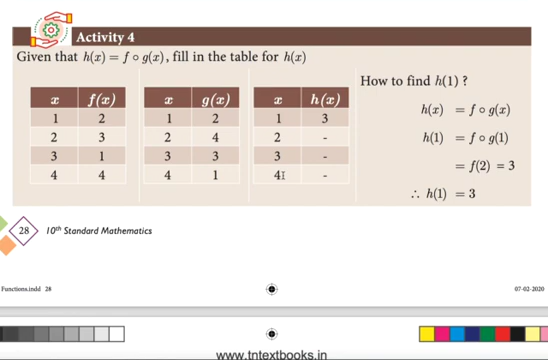 Activity 4
Given that h(x) = f ∘ g(x), fill in the table for h(x)
How to find h(1) ?
x f(x)
1 2
2 3
3 1
4 4
x g(x)
1 2
2 4
3 3
4 1
x h(x)
1 3
2 -
3 -
4 -
h(x) = f ∘ g(x)
h(1) = f ∘ g(1)
= f(2) = 3
∴ h(1) = 3
28 10th Standard Mathematics
Functions.indd 28
07-02-2020
www.tntextbooks.in